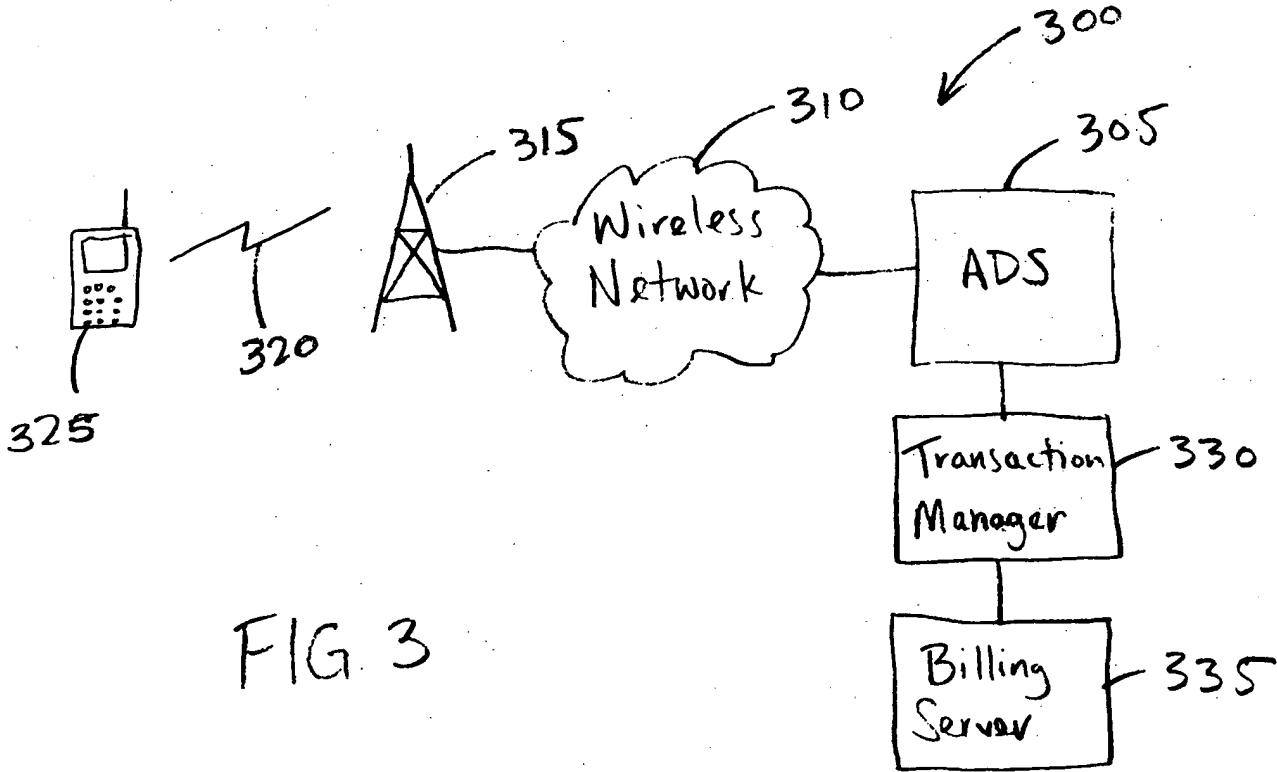 300
310
305
315
Wireless
Network
ADS
320
325
Transaction
Manager
330
FIG. 3
Billing
Server
335